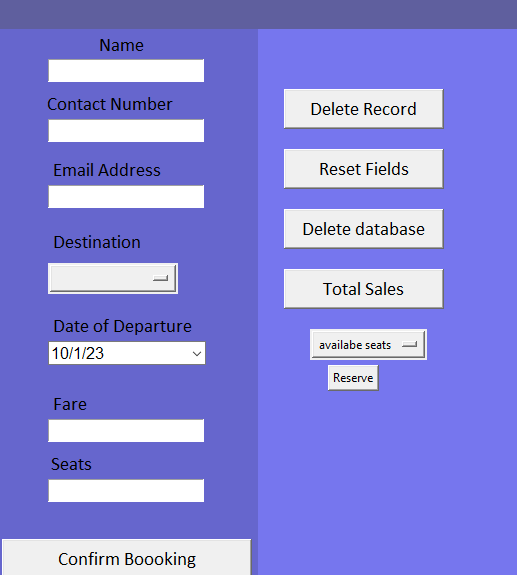 Name
Contact Number
Email Address
Destination
Date of Departure
10/1/23
Fare
Seats
Confirm Boooking
Delete Record
Reset Fields
Delete database
Total Sales
availabe seats
Reserve